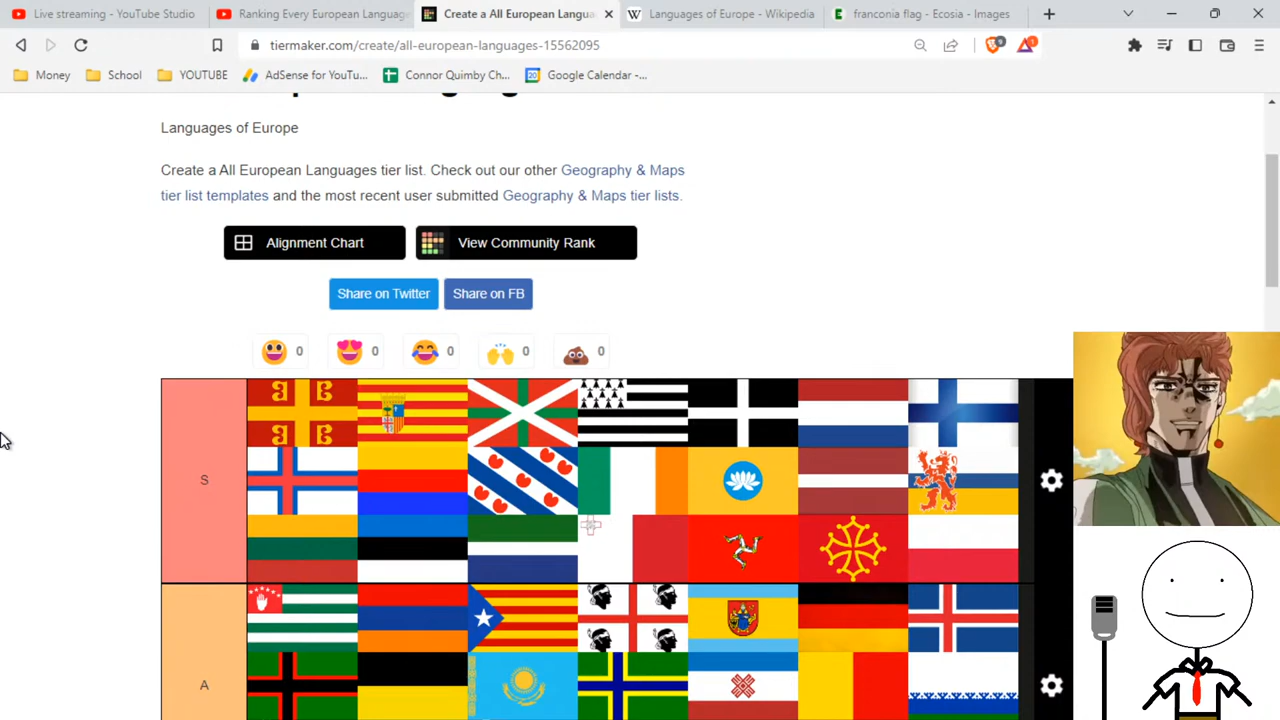 Live streaming - YouTube Studio
Ranking Every European Language
Create a All European Langua
Languages of Europe - Wikipedia
franconia flag - Ecosia - Images
tiermaker.com/create/all-european-languages-15562095
9
1
Money
School
YOUTUBE
AdSense for YouTu...
Connor Quimby Ch...
Google Calendar -...
Languages of Europe
Create a All European Languages tier list. Check out our other Geography & Maps
tier list templates and the most recent user submitted Geography & Maps tier lists.
Alignment Chart
View Community Rank
Share on Twitter
Share on FB
0
0
0
0
0
S
A